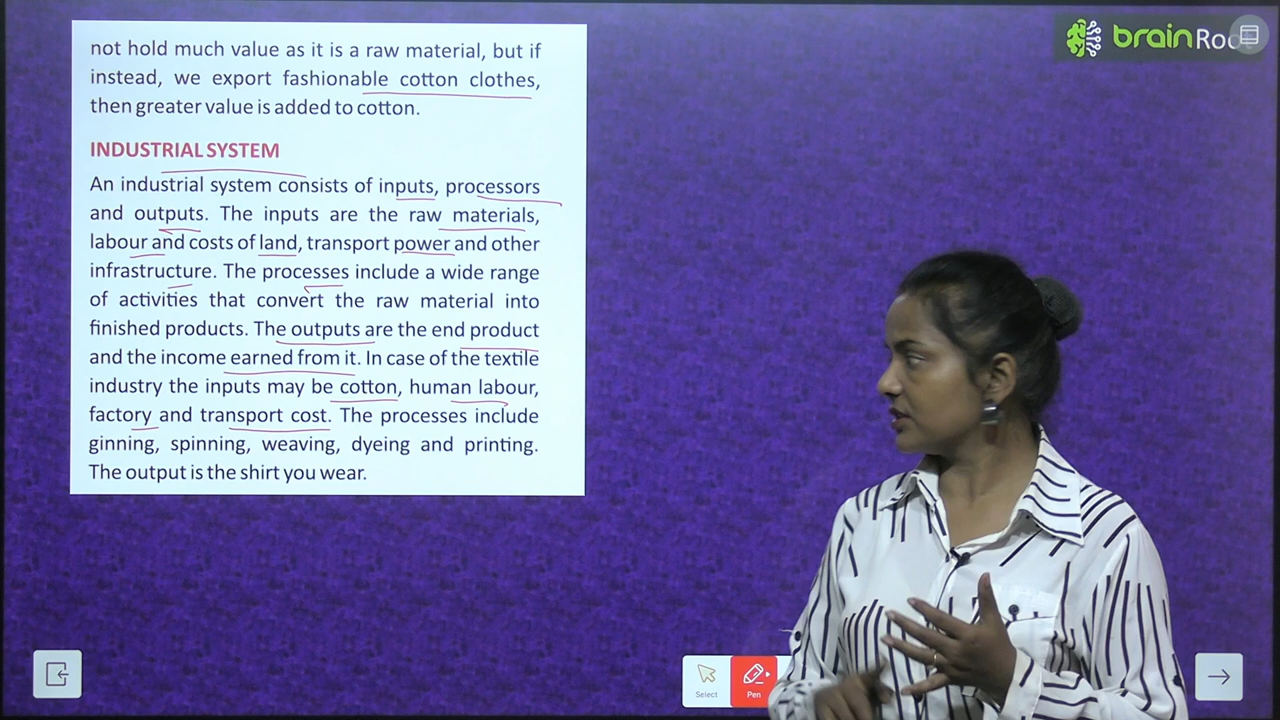 not hold much value as it is a raw material, but if
instead, we export fashionable cotton clothes,
then greater value is added to cotton.
INDUSTRIAL SYSTEM
An industrial system consists of inputs, processors
and outputs. The inputs are the raw materials,
labour and costs of land, transport power and other
infrastructure. The processes include a wide range
of activities that convert the raw material into
finished products. The outputs are the end product
and the income earned from it. In case of the textile
industry the inputs may be cotton, human labour,
factory and transport cost. The processes include
ginning, spinning, weaving, dyeing and printing.
The output is the shirt you wear.
brain
Select
Pen